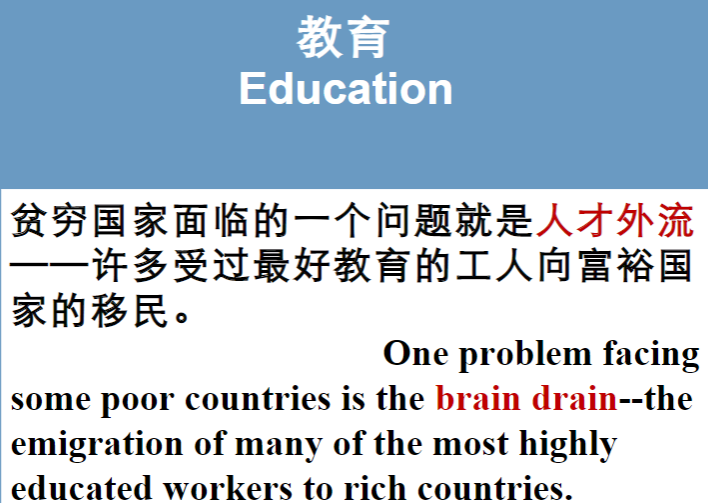 教育
Education
贫穷国家面临的一个问题就是人才外流
——许多受过最好教育的工人向富裕国
家的移民。
One problem facing
some poor countries is the brain drain--the
emigration of many of the most highly
educated workers to rich countries.